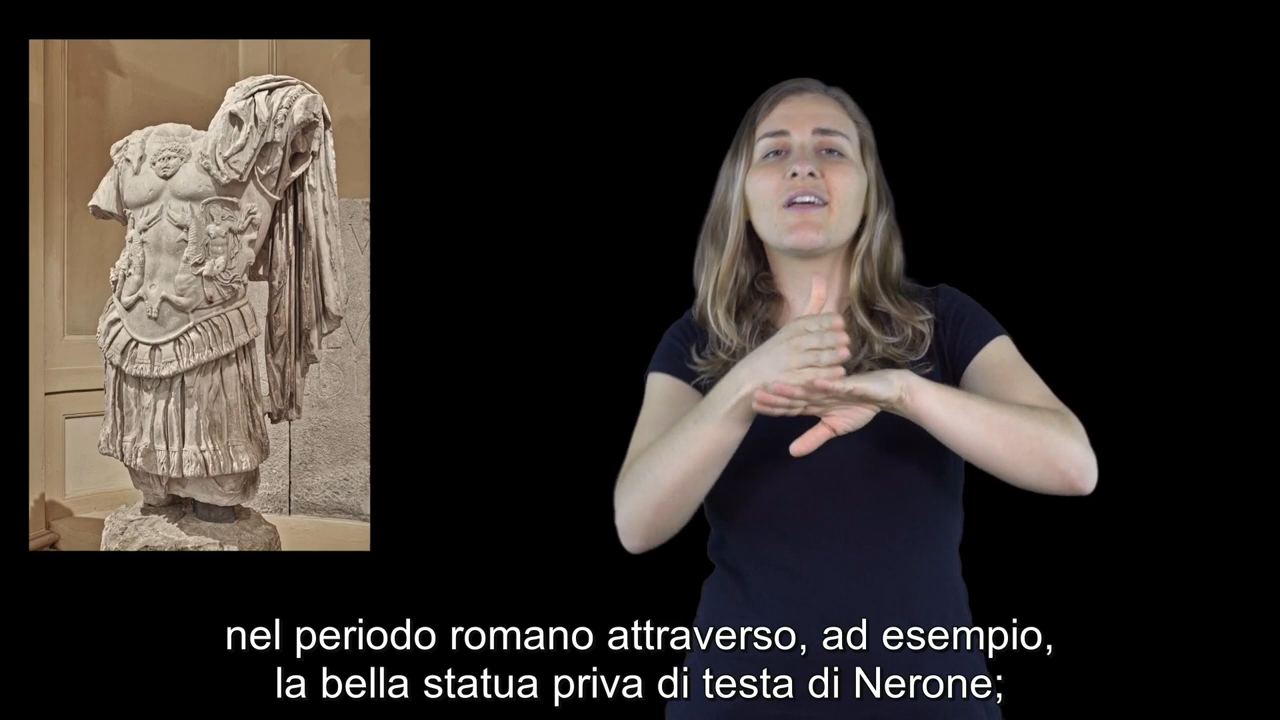 nel periodo romano attraverso, ad esempio,
la bella statua priva di testa di Nerone;